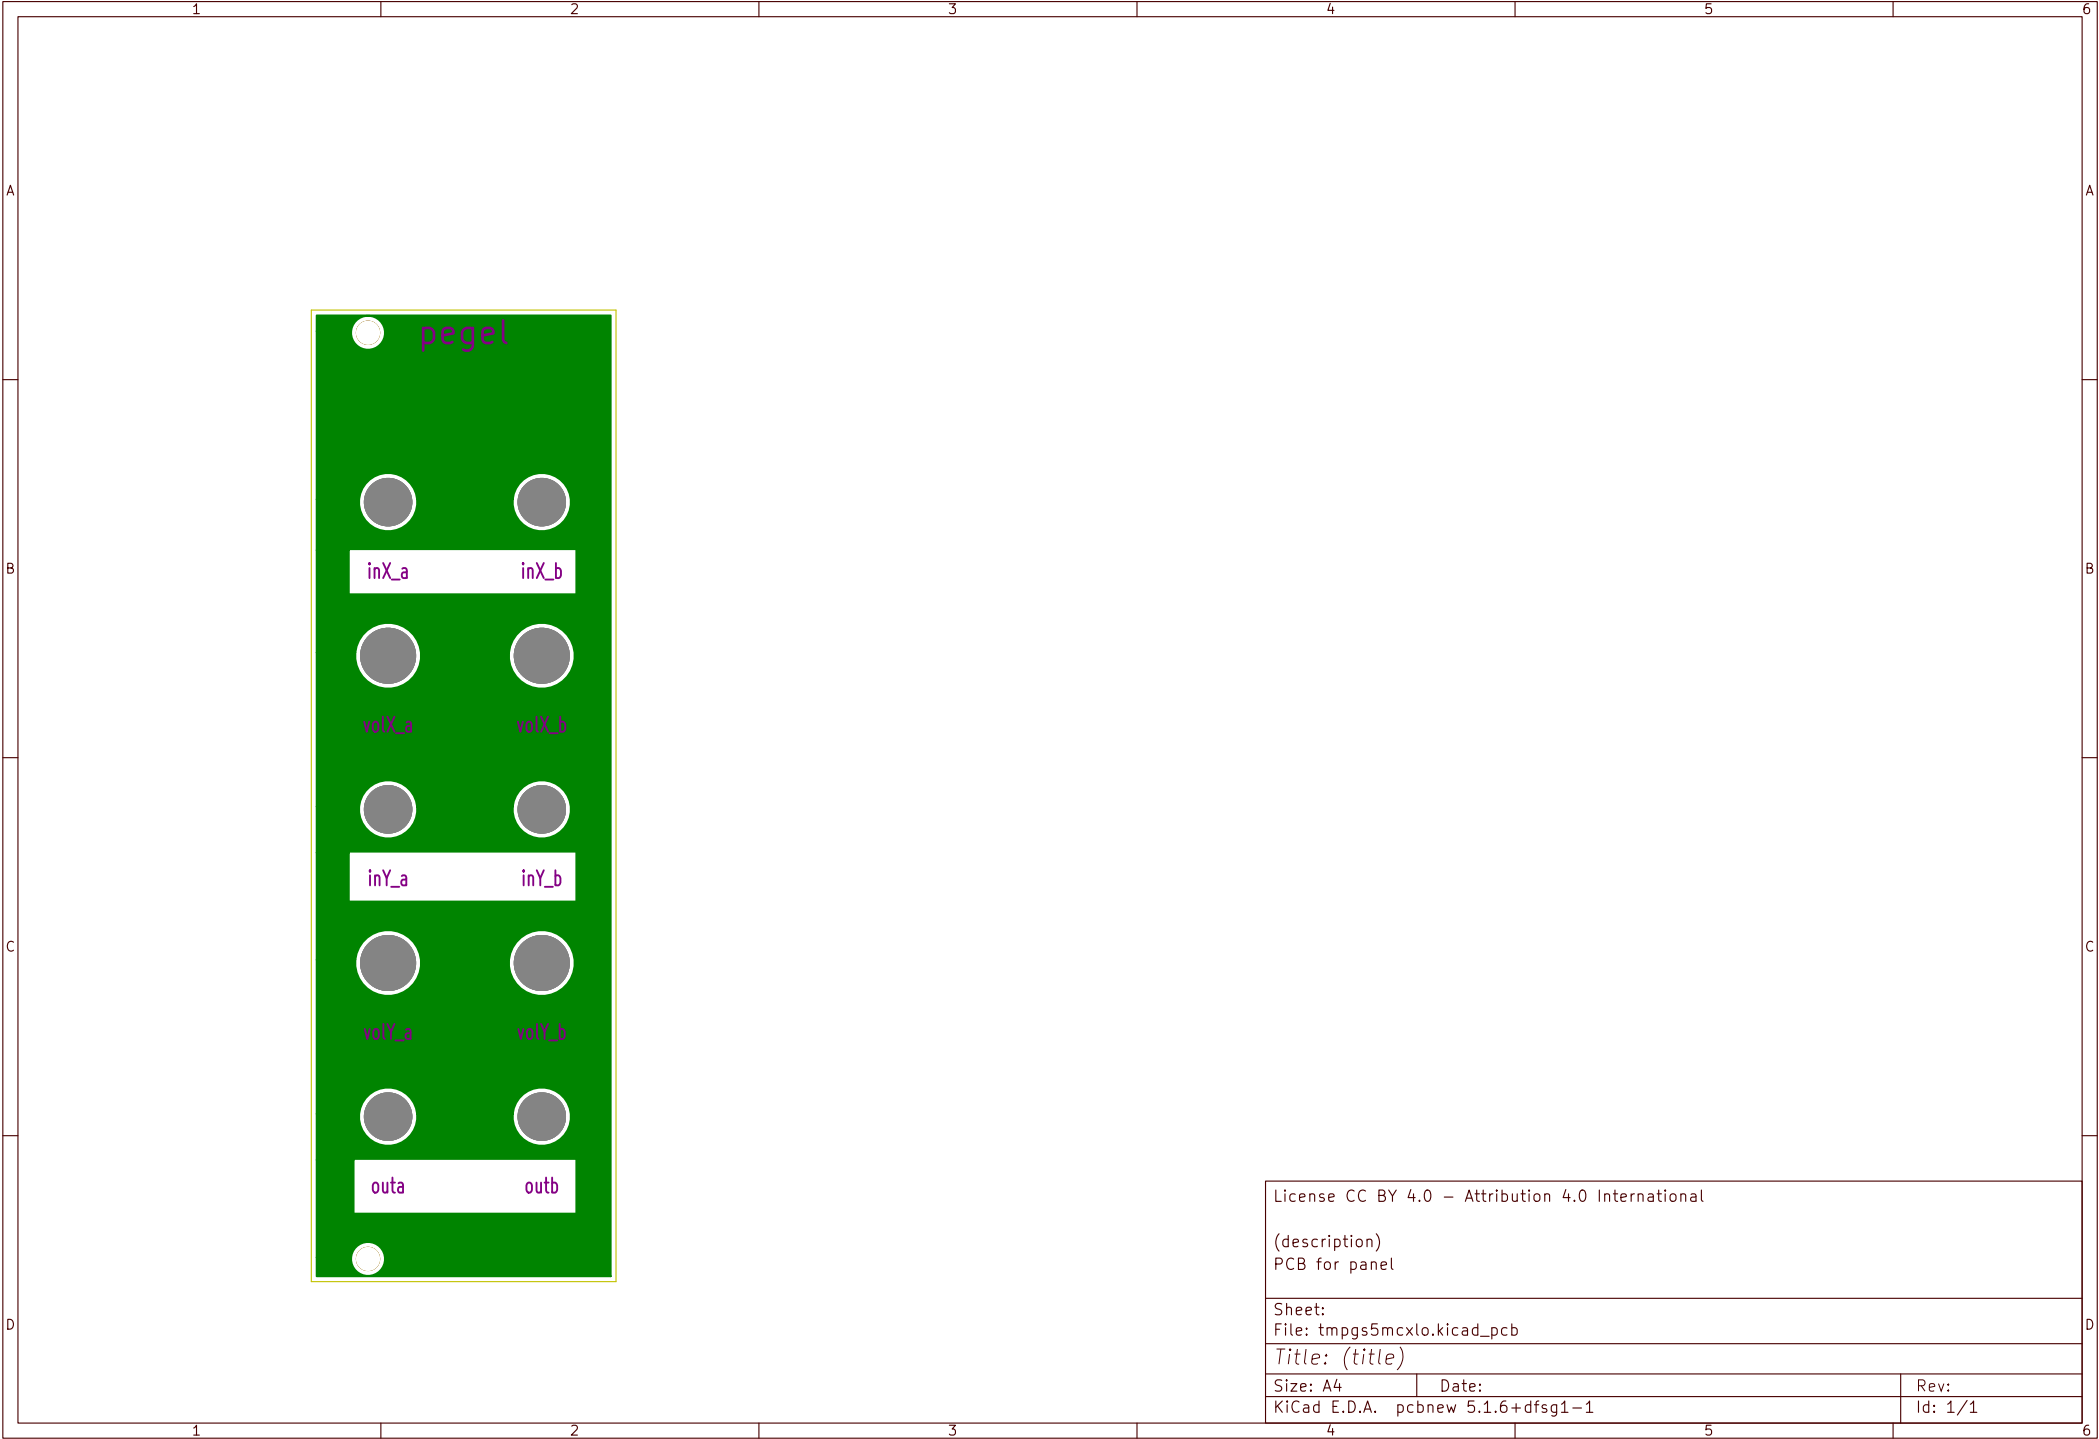 1 2 3 4 5 6
A A
pegel
B B
inX_a inX_b
volX_a volX_b
inY_a inY_b
C C
volY_a volY_b
outa outb
License CC BY 4.0 – Attribution 4.0 International
(description)
PCB for panel
Sheet:
File: tmpgs5mcxlo.kicad_pcb
D D
Title: (title)
Size: A4 Date: Rev:
KiCad E.D.A. pcbnew 5.1.6+dfsg1-1 Id: 1/1
1 2 3 4 5 6